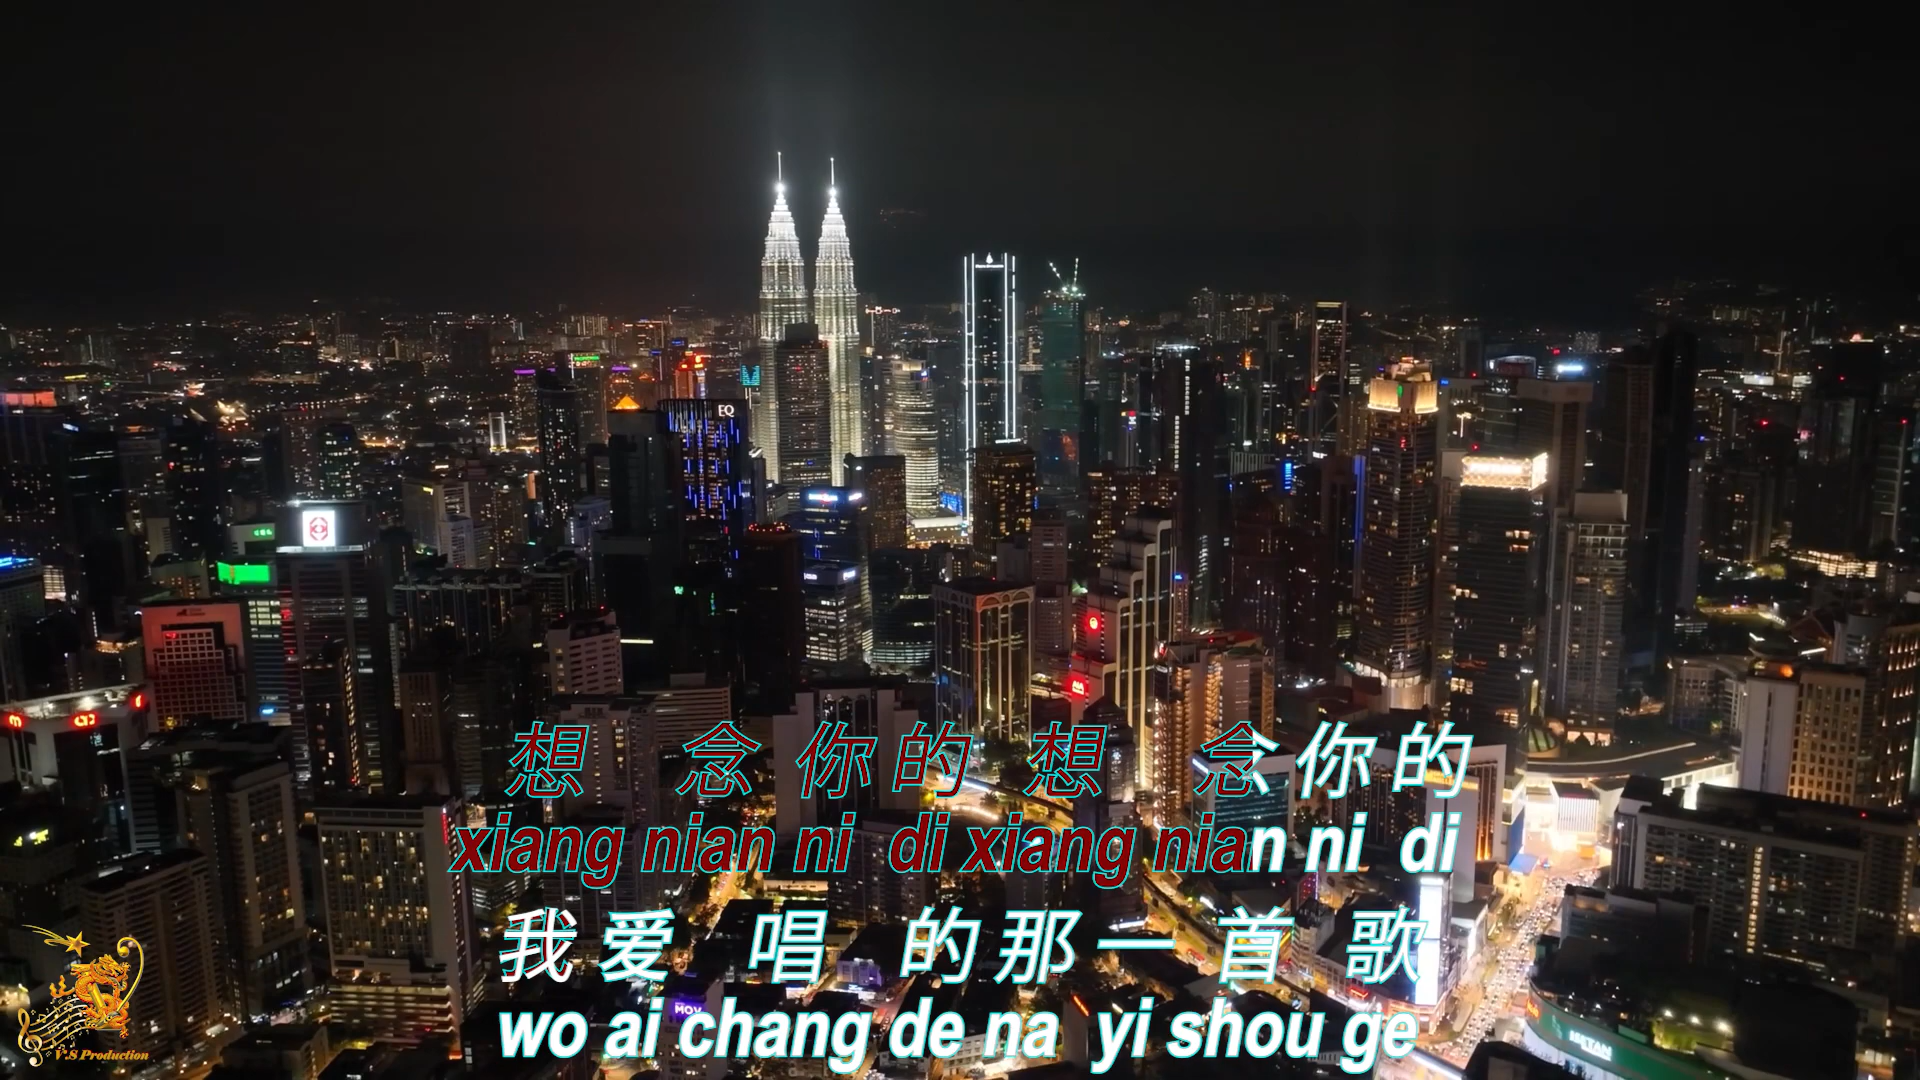 EQ
想 念 你 的 想 念 你 的
xiang nian ni di xiang nian ni di
我 爱 唱 的 那 一 首 歌
wo ai chang de na yi shou ge
V.S Production